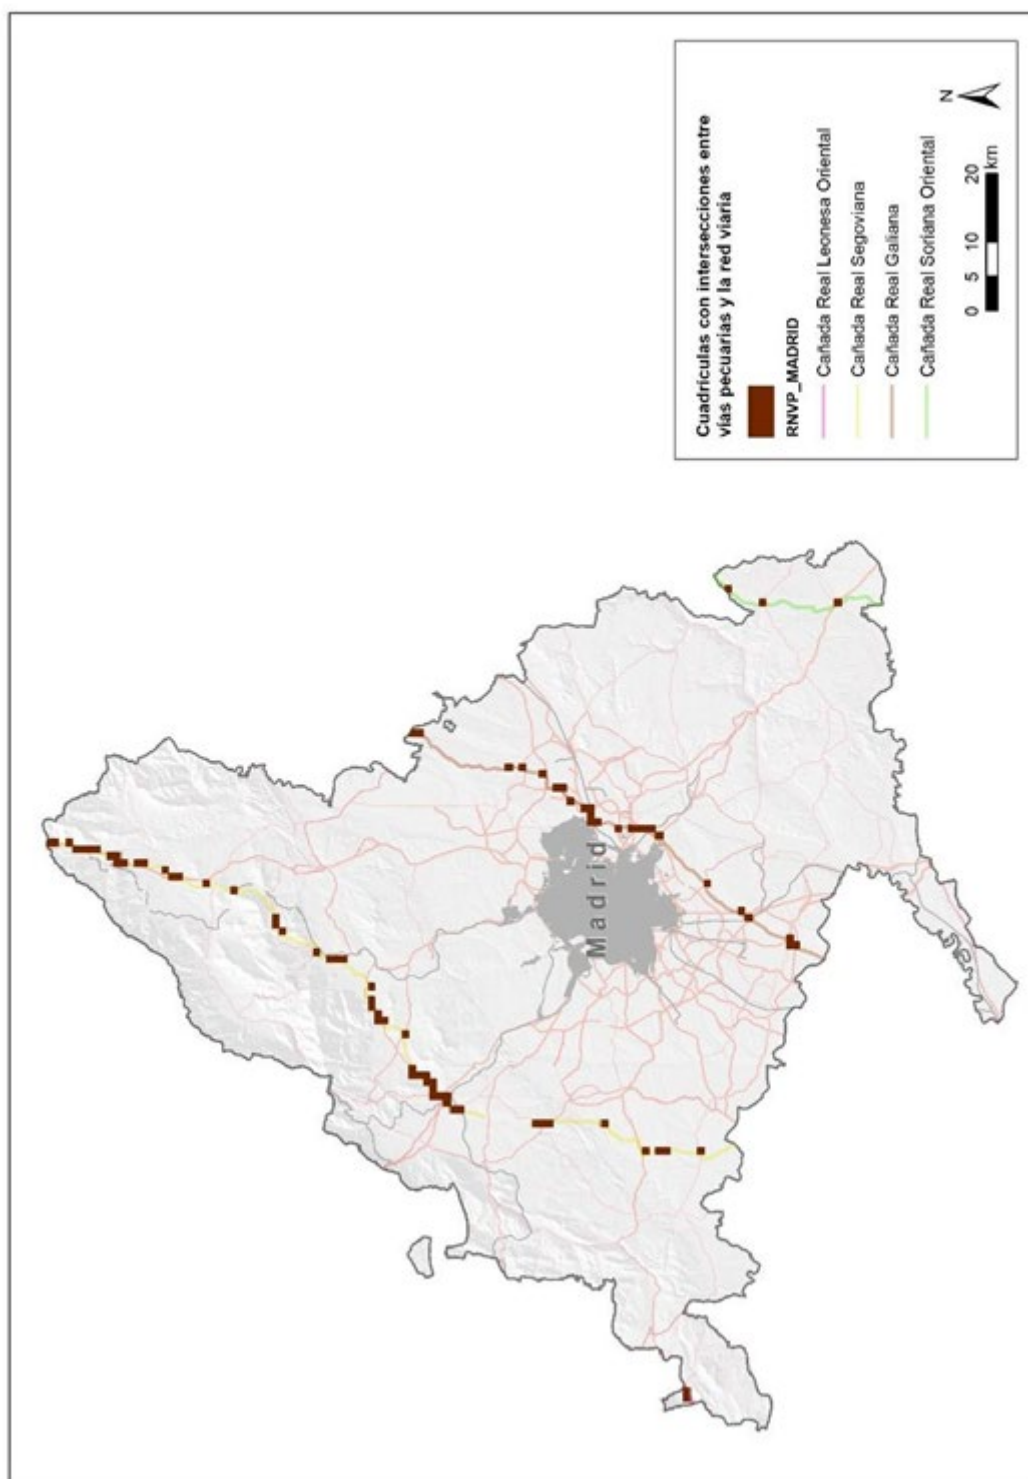 Madrid
Cuadrículas con intersecciones entre
vías pecuarias y la red viaria
RNVP_MADRID
Cañada Real Leonesa Oriental
Cañada Real Segoviana
Cañada Real Galiana
Cañada Real Soriana Oriental
N
0 5 10 20
km